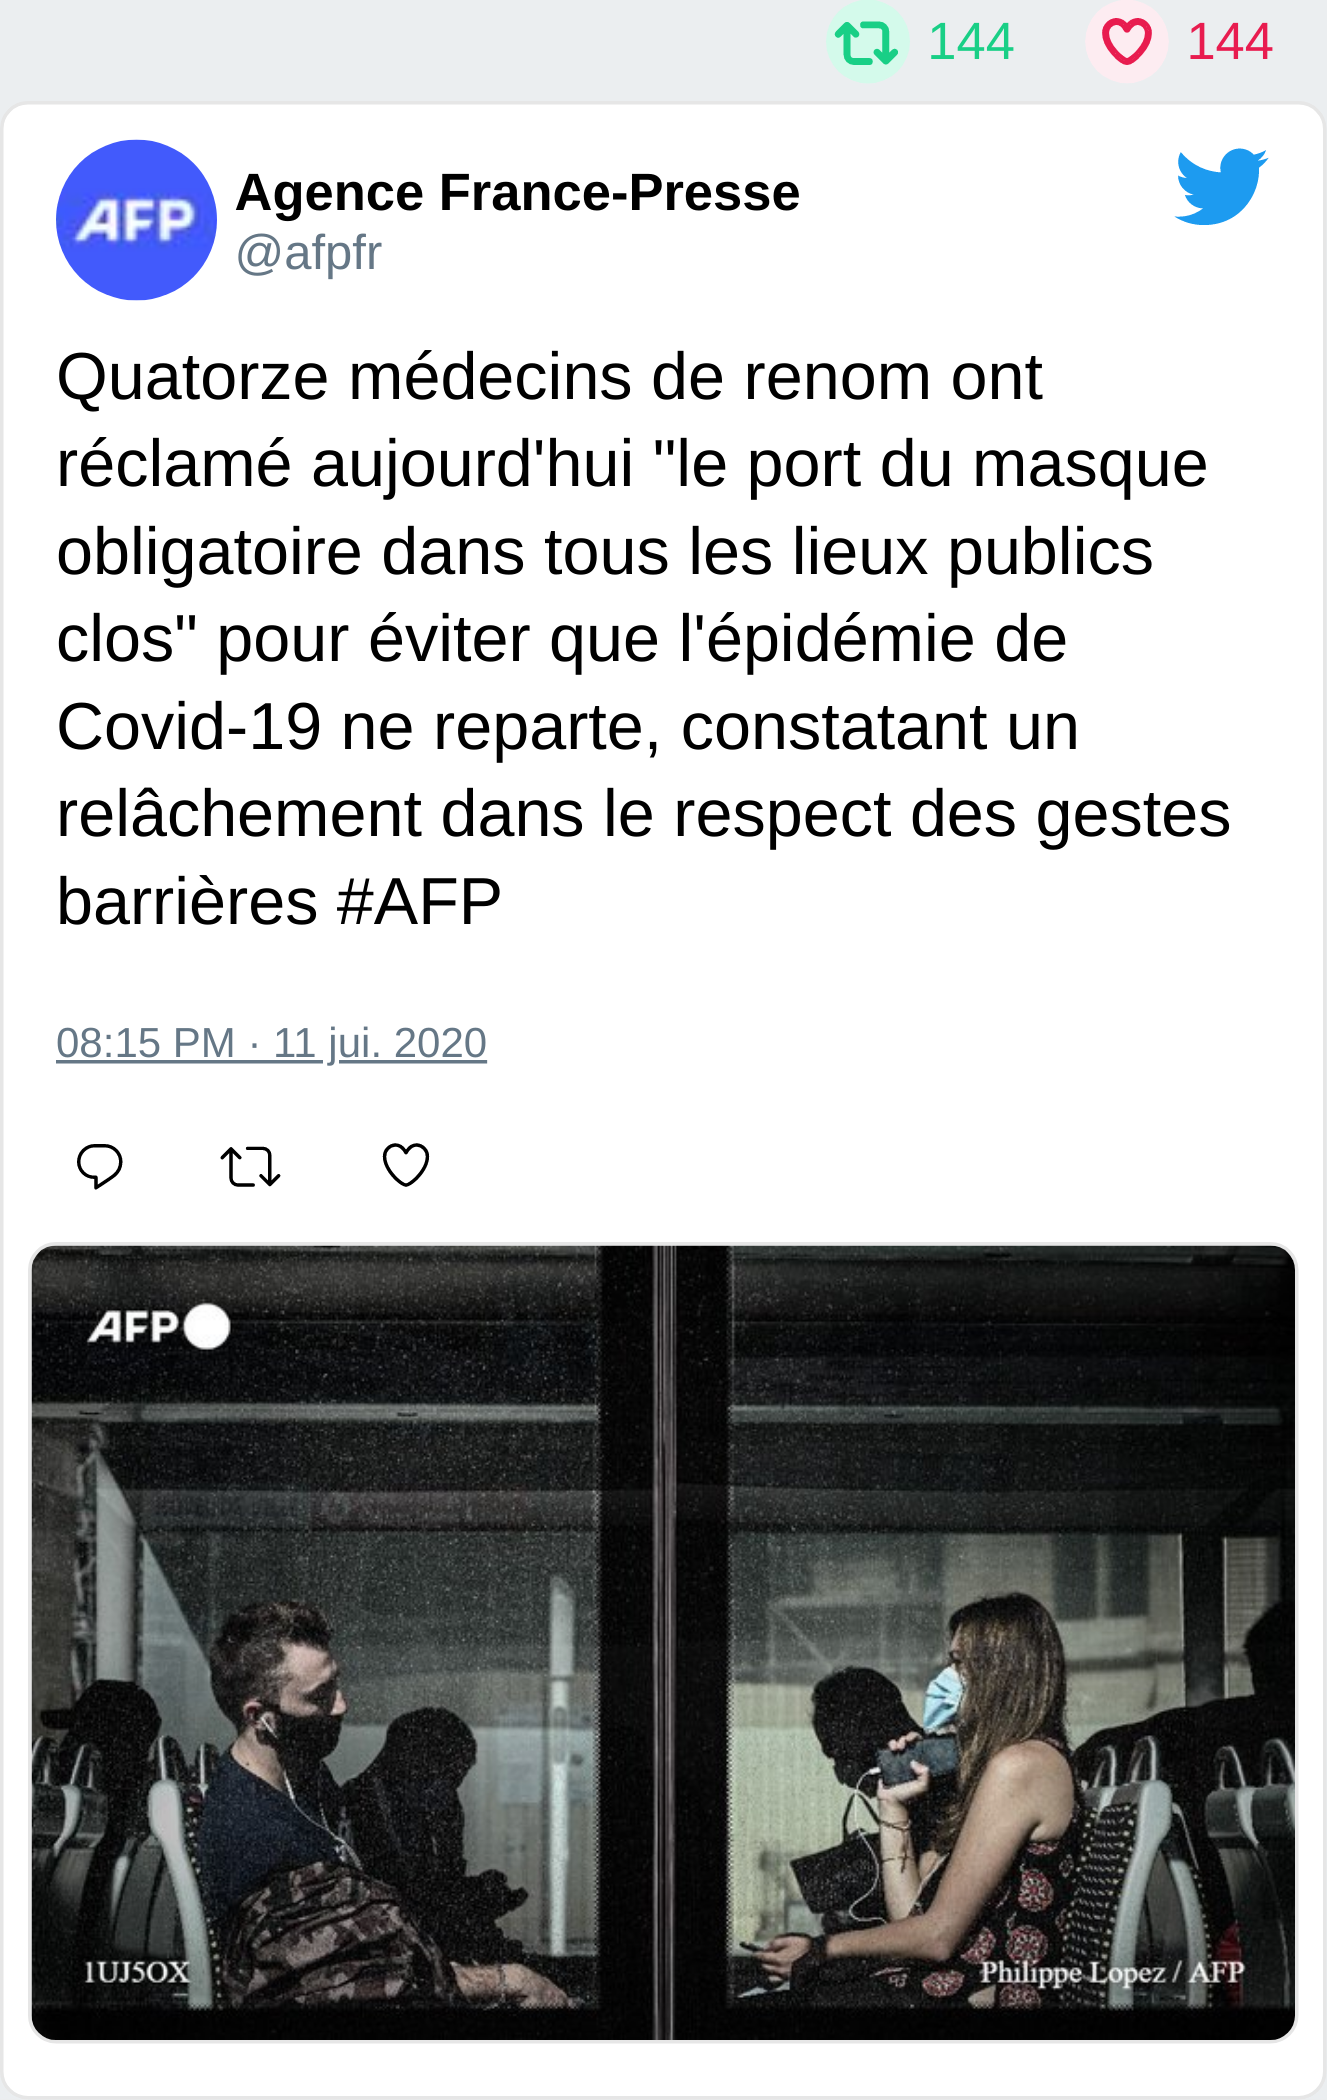 144 144
AFP
Agence France-Presse
@afpfr
Quatorze médecins de renom ont
réclamé aujourd'hui "le port du masque
obligatoire dans tous les lieux publics
clos" pour éviter que l'épidémie de
Covid-19 ne reparte, constatant un
relâchement dans le respect des gestes
barrières #AFP
08:15 PM · 11 jui. 2020
AFP
1UJ5OX
Philippe Lopez / AFP